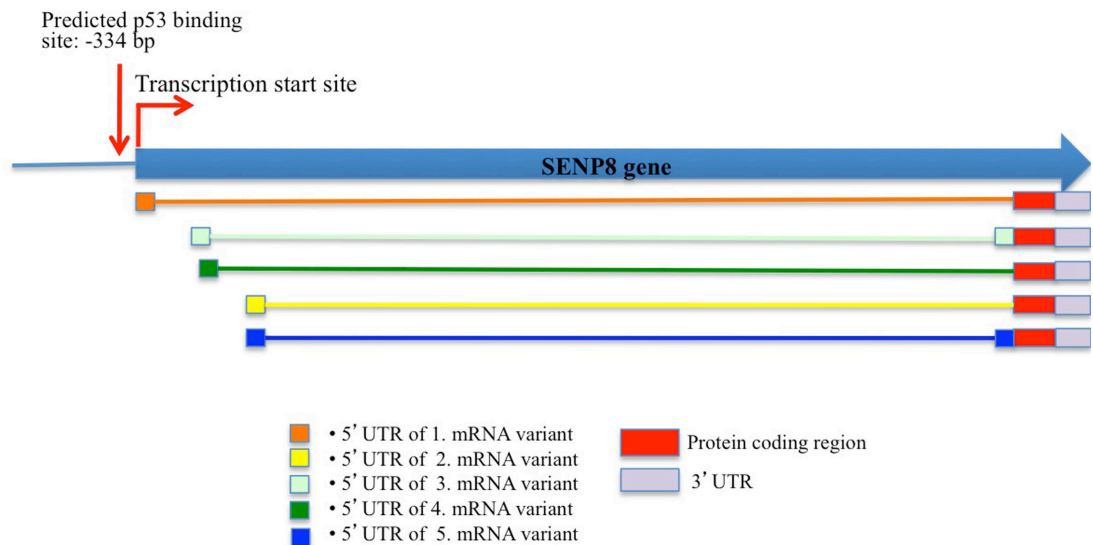 Predicted p53 binding
site: -334 bp
Transcription start site
SENP8 gene
• 5' UTR of 1. mRNA variant
• 5' UTR of  2. mRNA variant
• 5' UTR of  3. mRNA variant
• 5' UTR of 4. mRNA variant
• 5' UTR of  5. mRNA variant
Protein coding region
3' UTR